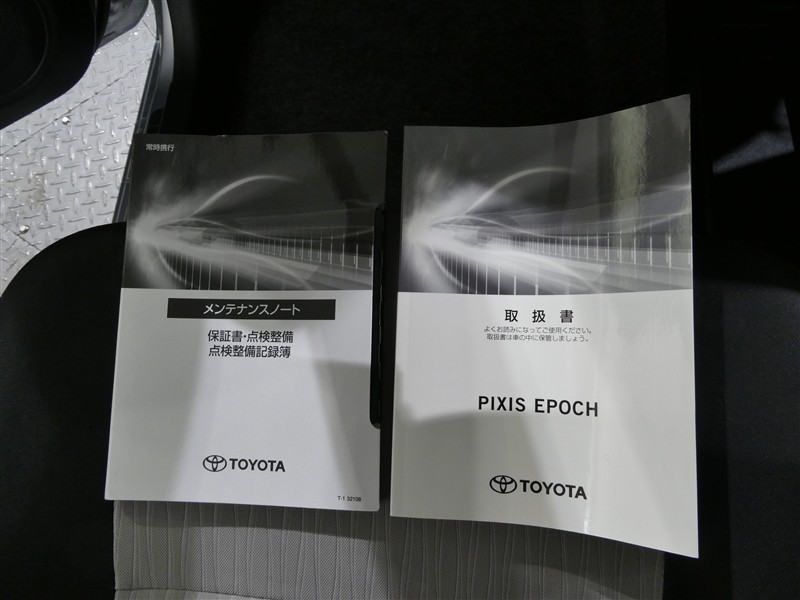 常時携行
メンテナンスノート
保証書・点検整備
点検整備記録簿
TOYOTA
T-1 32108
取扱書
よくお読みになってご使用ください。
取扱書は車の中に保管しましょう。
PIXIS EPOCH
TOYOTA